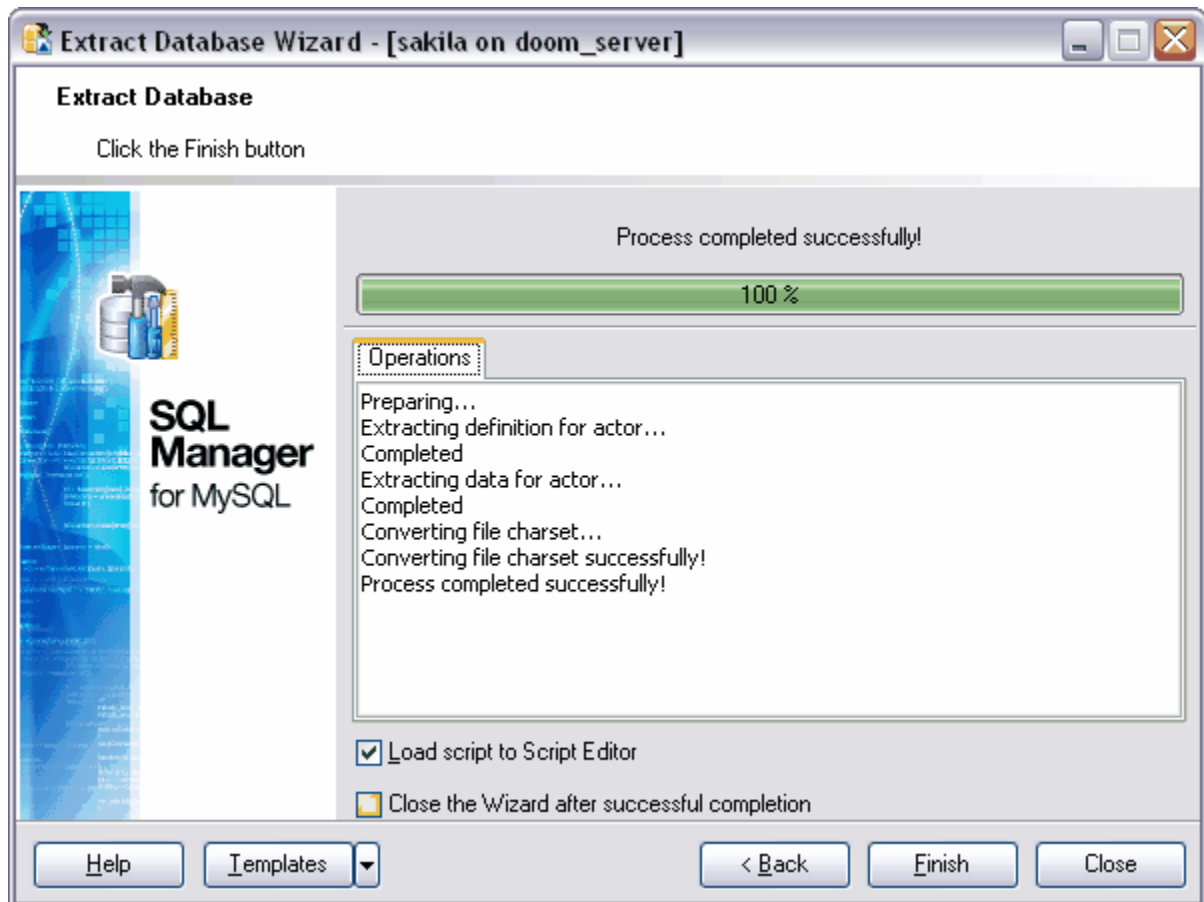 Extract Database Wizard - [sakila on doom_server]
Extract Database
Click the Finish button
SQL
Manager
for MySQL
Process completed successfully!
100 %
Operations
Preparing...
Extracting definition for actor...
Completed
Extracting data for actor...
Completed
Converting file charset...
Converting file charset successfully!
Process completed successfully!
Load script to Script Editor
Close the Wizard after successful completion
Help
Templates
< Back
Finish
Close